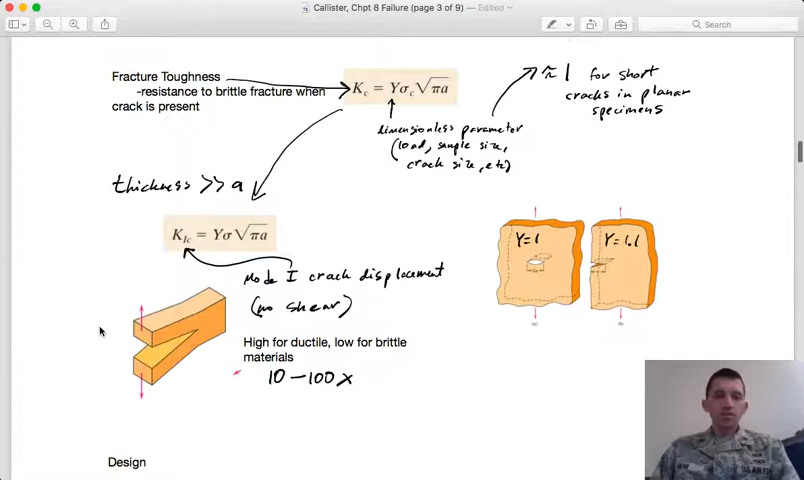 Callister, Chpt 8 Failure (page 3 of 9) — Edited
Search
Fracture Toughness
-resistance to brittle fracture when
crack is present
K_c = Yσ_c√πa
≈ 1 for short
cracks in planar
specimens
dimensionless parameter
(load, sample size,
crack size, etc)
thickness >> a
K_Ic = Yσ√πa
Mode I crack displacement
(no shear)
Y=1
Y=1.1
(a)
(b)
High for ductile, low for brittle
materials
10-100x
Design
U.S. AIR